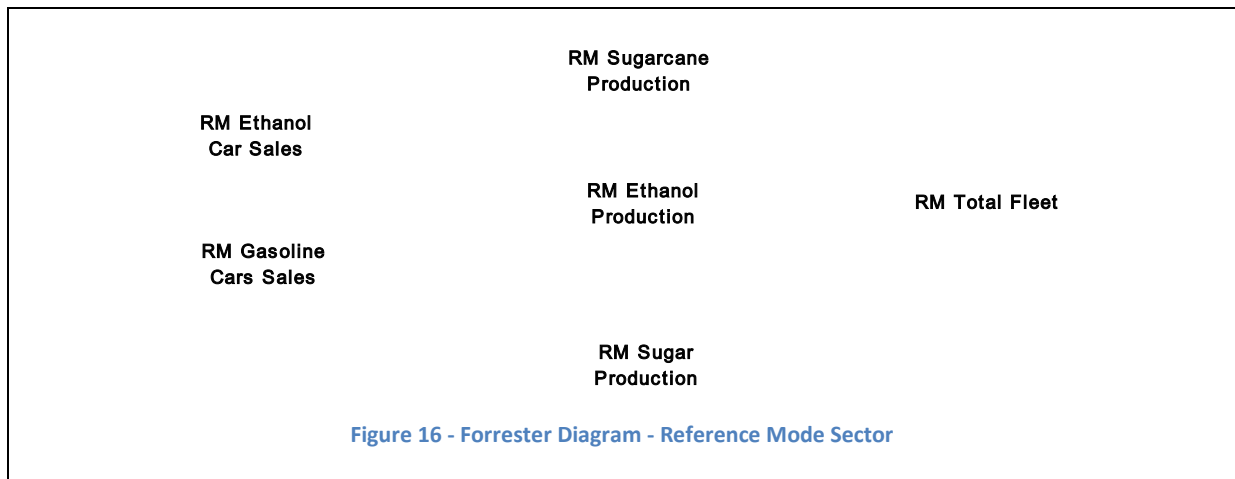 RM Sugarcane
Production
RM Ethanol
Car Sales
RM Ethanol
Production
RM Total Fleet
RM Gasoline
Cars Sales
RM Sugar
Production
Figure 16 - Forrester Diagram - Reference Mode Sector